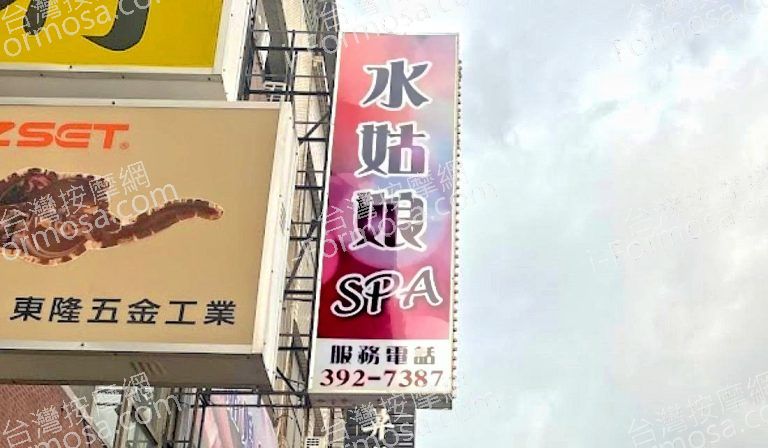 ZSET®
東隆五金工業
水姑娘
SPA
服務電話
392-7387
台灣按摩網
i-Formosa.com